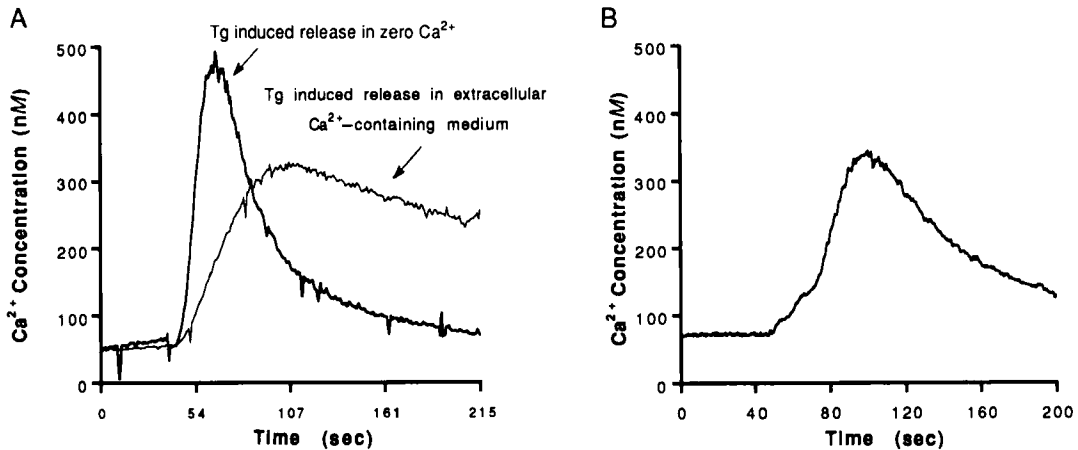 A
Tg induced release in zero Ca²⁺
Tg induced release in extracellular
Ca²⁺–containing medium
Ca²⁺ Concentration (nM)
500
400
300
200
100
0
0 54 107 161 215
Time (sec)
B
Ca²⁺ Concentration (nM)
500
400
300
200
100
0
0 40 80 120 160 200
Time (sec)